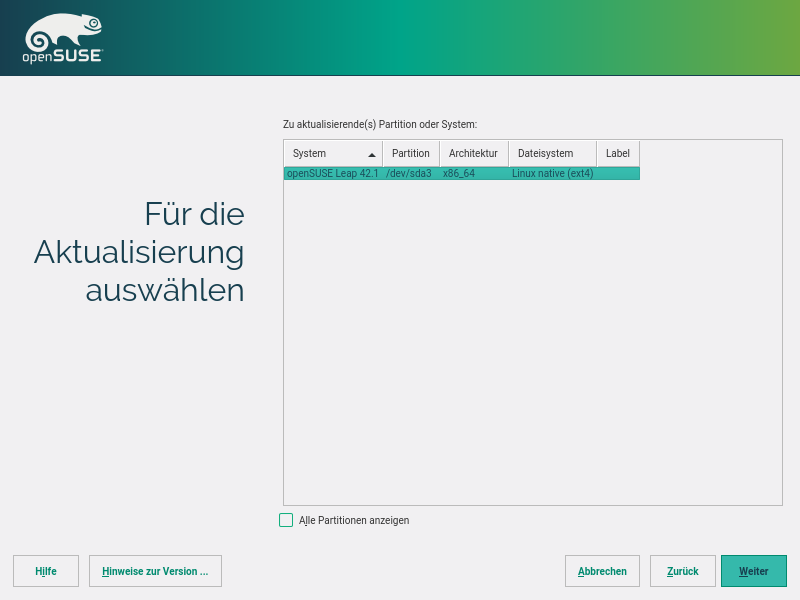 openSUSE
Zu aktualisierende(s) Partition oder System:
System Partition Architektur Dateisystem Label
openSUSE Leap 42.1 /dev/sda3 x86_64 Linux native (ext4)
Für die
Aktualisierung
auswählen
Alle Partitionen anzeigen
Hilfe Hinweise zur Version ... Abbrechen Zurück Weiter